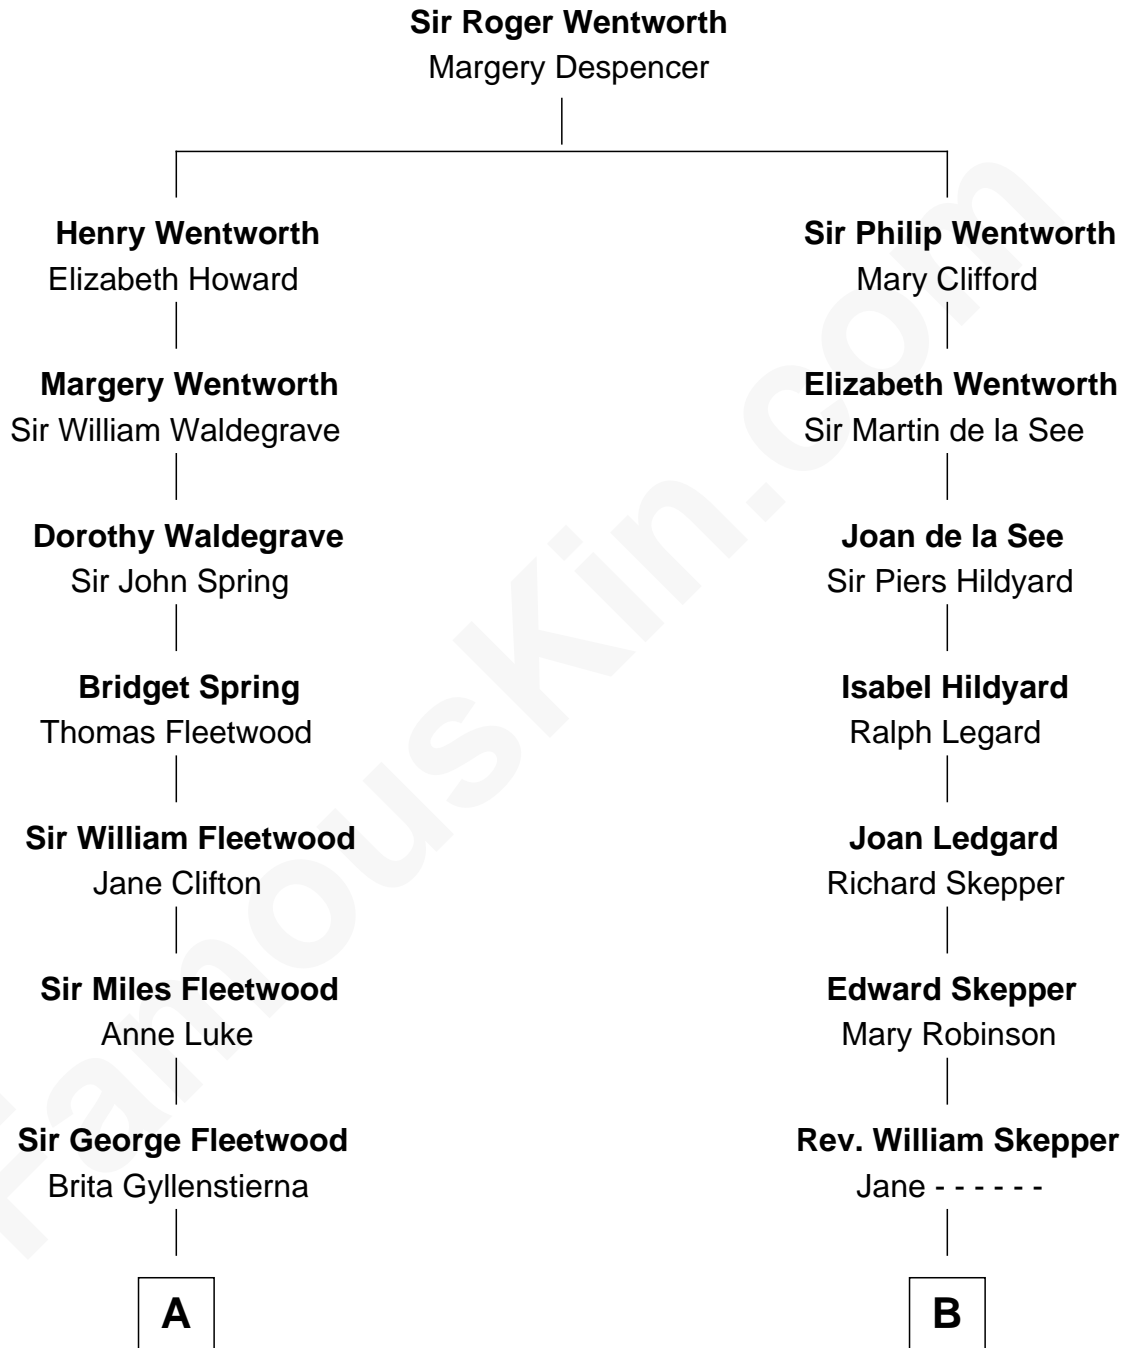 Sir Roger Wentworth
Margery Despencer
Henry Wentworth
Elizabeth Howard
Sir Philip Wentworth
Mary Clifford
Margery Wentworth
Sir William Waldegrave
Elizabeth Wentworth
Sir Martin de la See
Dorothy Waldegrave
Sir John Spring
Joan de la See
Sir Piers Hildyard
Bridget Spring
Thomas Fleetwood
Isabel Hildyard
Ralph Legard
Sir William Fleetwood
Jane Clifton
Joan Ledgard
Richard Skepper
Sir Miles Fleetwood
Anne Luke
Edward Skepper
Mary Robinson
Sir George Fleetwood
Brita Gyllenstierna
Rev. William Skepper
Jane - - - - - -
A
B
FamousKin.com